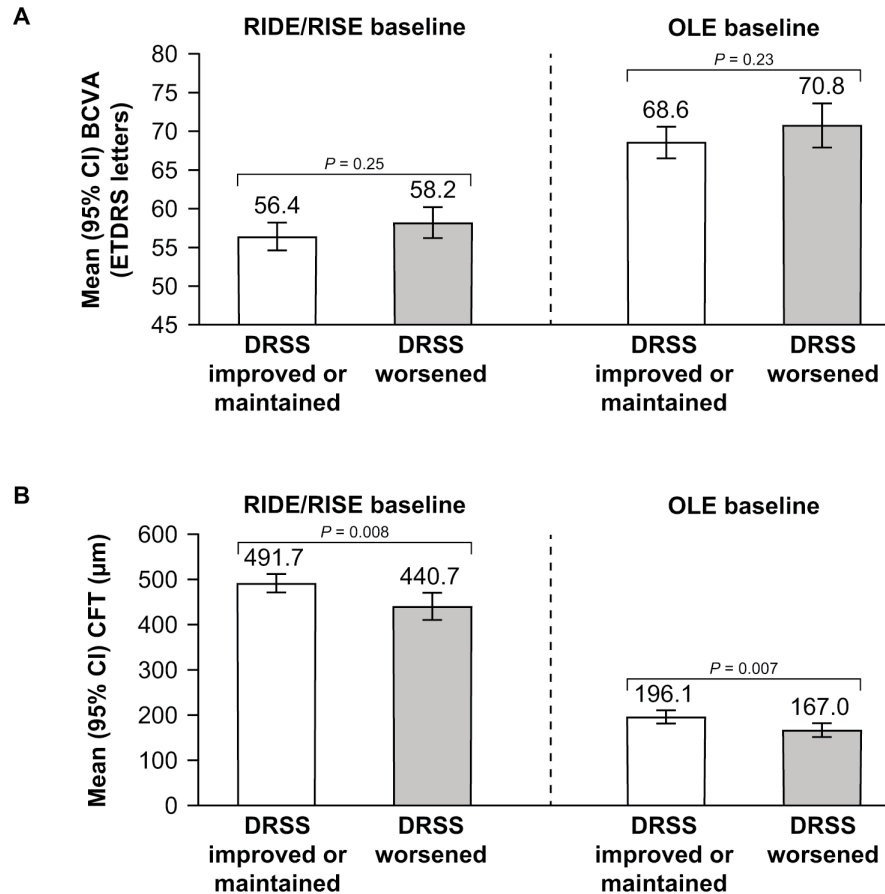 A
RIDE/RISE baseline
OLE baseline
Mean (95% CI) BCVA
(ETDRS letters)
80
75
70
65
60
55
50
45
P = 0.25
56.4
58.2
P = 0.23
68.6
70.8
DRSS
improved or
maintained
DRSS
worsened
DRSS
improved or
maintained
DRSS
worsened
B
RIDE/RISE baseline
OLE baseline
Mean (95% CI) CFT (µm)
600
500
400
300
200
100
0
P = 0.008
491.7
440.7
P = 0.007
196.1
167.0
DRSS
improved or
maintained
DRSS
worsened
DRSS
improved or
maintained
DRSS
worsened